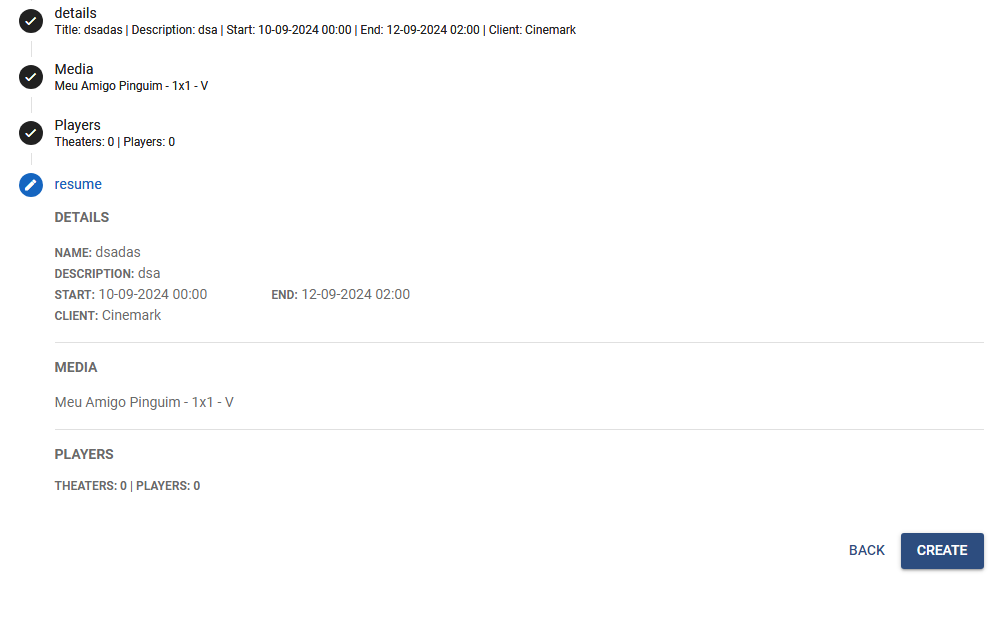 details
Title: dsadas | Description: dsa | Start: 10-09-2024 00:00 | End: 12-09-2024 02:00 | Client: Cinemark
Media
Meu Amigo Pinguim - 1x1 - V
Players
Theaters: 0 | Players: 0
resume
DETAILS
NAME: dsadas
DESCRIPTION: dsa
START: 10-09-2024 00:00 END: 12-09-2024 02:00
CLIENT: Cinemark
MEDIA
Meu Amigo Pinguim - 1x1 - V
PLAYERS
THEATERS: 0 | PLAYERS: 0
BACK CREATE